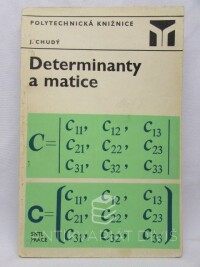 POLYTECHNICKÁ KNIŽNICE
J. CHUDÝ
Determinanty
a matice
C= | C11, C12, C13 |
| C21, C22, C23 |
| C31, C32, C33 |
C= ( C11, C12, C13 )
( C21, C22, C23 )
( C31, C32, C33 )
SNTL
PRAHA